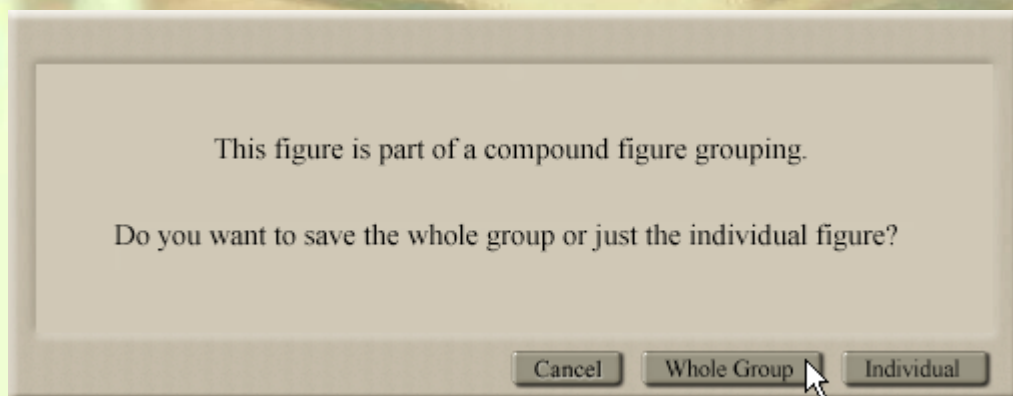 This figure is part of a compound figure grouping.
Do you want to save the whole group or just the individual figure?
Cancel Whole Group Individual